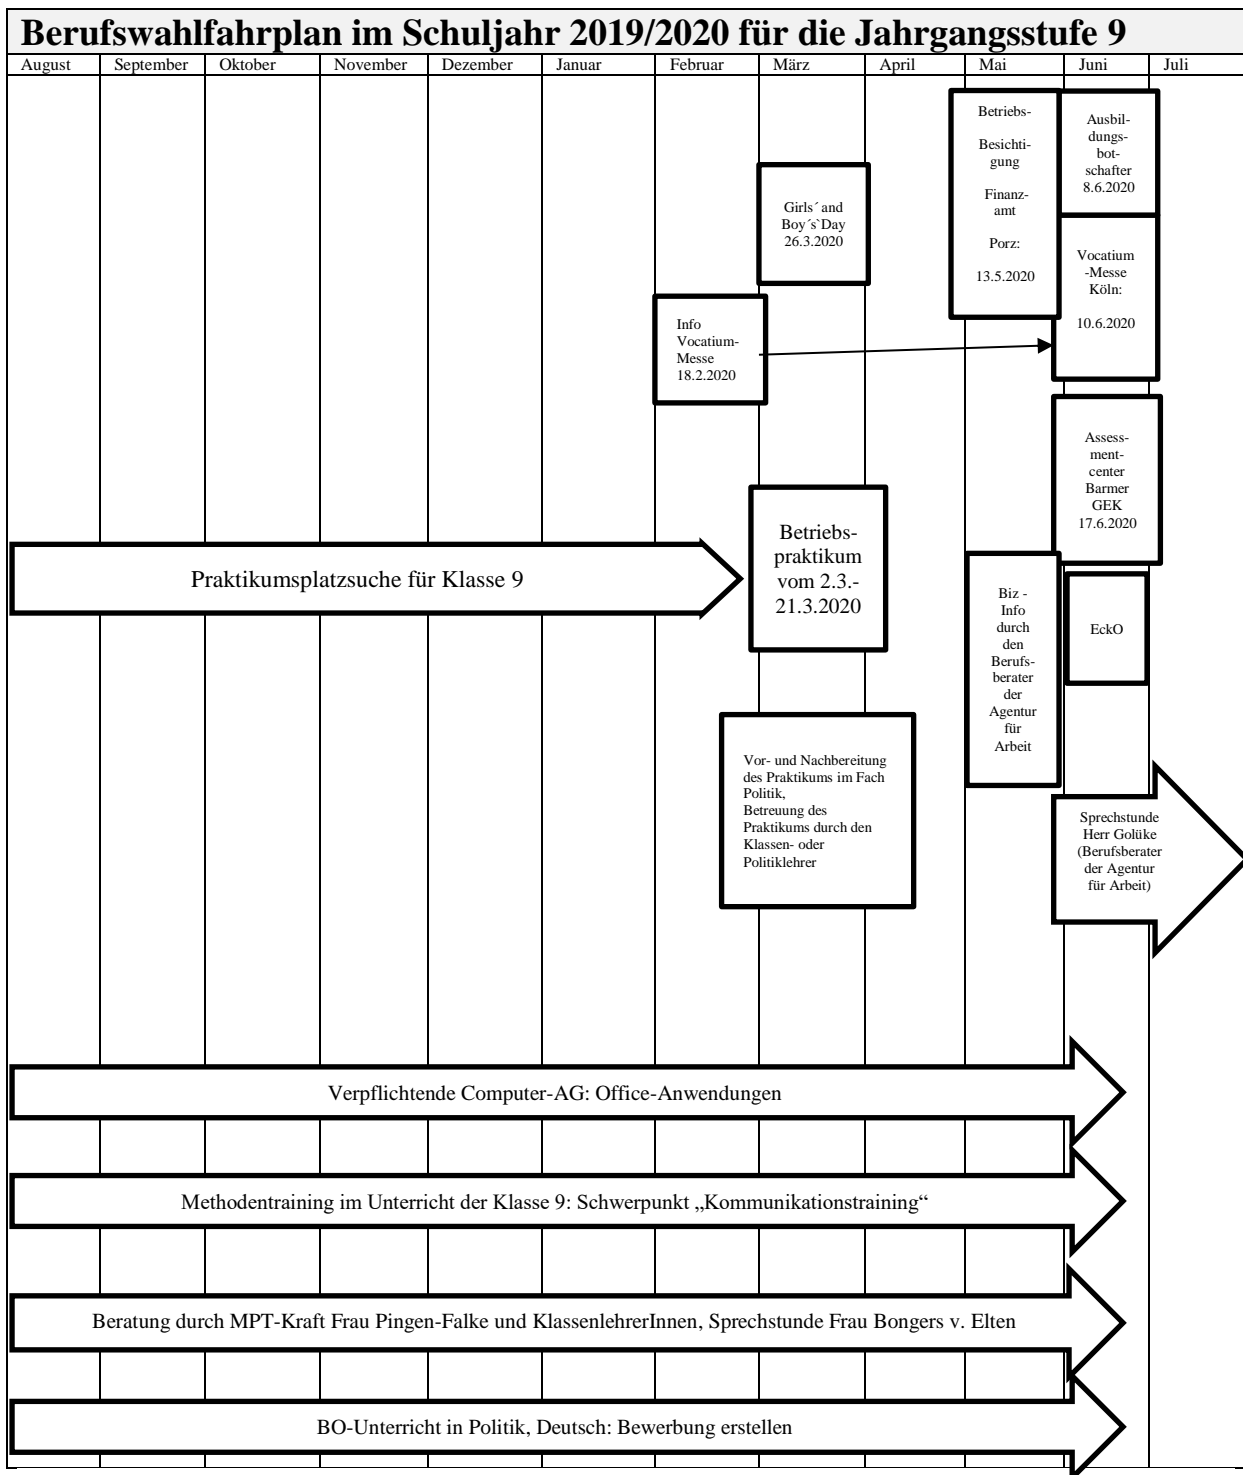 Berufswahlfahrplan im Schuljahr 2019/2020 für die Jahrgangsstufe 9
August September Oktober November Dezember Januar Februar März April Mai Juni Juli
Betriebs-
Besichti-
gung
Finanz-
amt
Porz:
13.5.2020
Ausbil-
dungs-
bot-
schafter
8.6.2020
Girls´ and
Boy´s`Day
26.3.2020
Vocatium
-Messe
Köln:
10.6.2020
Info
Vocatium-
Messe
18.2.2020
Assess-
ment-
center
Barmer
GEK
17.6.2020
Praktikumsplatzsuche für Klasse 9
Betriebs-
praktikum
vom 2.3.-
21.3.2020
Biz -
Info
durch
den
Berufs-
berater
der
Agentur
für
Arbeit
EckO
Vor- und Nachbereitung
des Praktikums im Fach
Politik,
Betreuung des
Praktikums durch den
Klassen- oder
Politiklehrer
Sprechstunde
Herr Golüke
(Berufsberater
der Agentur
für Arbeit)
Verpflichtende Computer-AG: Office-Anwendungen
Methodentraining im Unterricht der Klasse 9: Schwerpunkt „Kommunikationstraining“
Beratung durch MPT-Kraft Frau Pingen-Falke und KlassenlehrerInnen, Sprechstunde Frau Bongers v. Elten
BO-Unterricht in Politik, Deutsch: Bewerbung erstellen